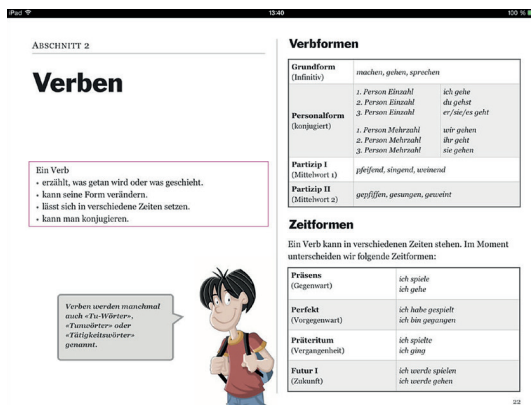 iPad
13:40
100 %
ABSCHNITT 2
Verben
Ein Verb
• erzählt, was getan wird oder was geschieht.
• kann seine Form verändern.
• lässt sich in verschiedene Zeiten setzen.
• kann man konjugieren.
Verben werden manchmal
auch «Tu-Wörter»,
«Tunwörter» oder
«Tätigkeitswörter»
genannt.
Verbformen
Grundform
(Infinitiv)
machen, gehen, sprechen
Personalform
(konjugiert)
1. Person Einzahl ich gehe
2. Person Einzahl du gehst
3. Person Einzahl er/sie/es geht
1. Person Mehrzahl wir gehen
2. Person Mehrzahl ihr geht
3. Person Mehrzahl sie gehen
Partizip I
(Mittelwort 1)
pfeifend, singend, weinend
Partizip II
(Mittelwort 2)
gepfiffen, gesungen, geweint
Zeitformen
Ein Verb kann in verschiedenen Zeiten stehen. Im Moment
unterscheiden wir folgende Zeitformen:
Präsens
(Gegenwart)
ich spiele
ich gehe
Perfekt
(Vorgegenwart)
ich habe gespielt
ich bin gegangen
Präteritum
(Vergangenheit)
ich spielte
ich ging
Futur I
(Zukunft)
ich werde spielen
ich werde gehen
22